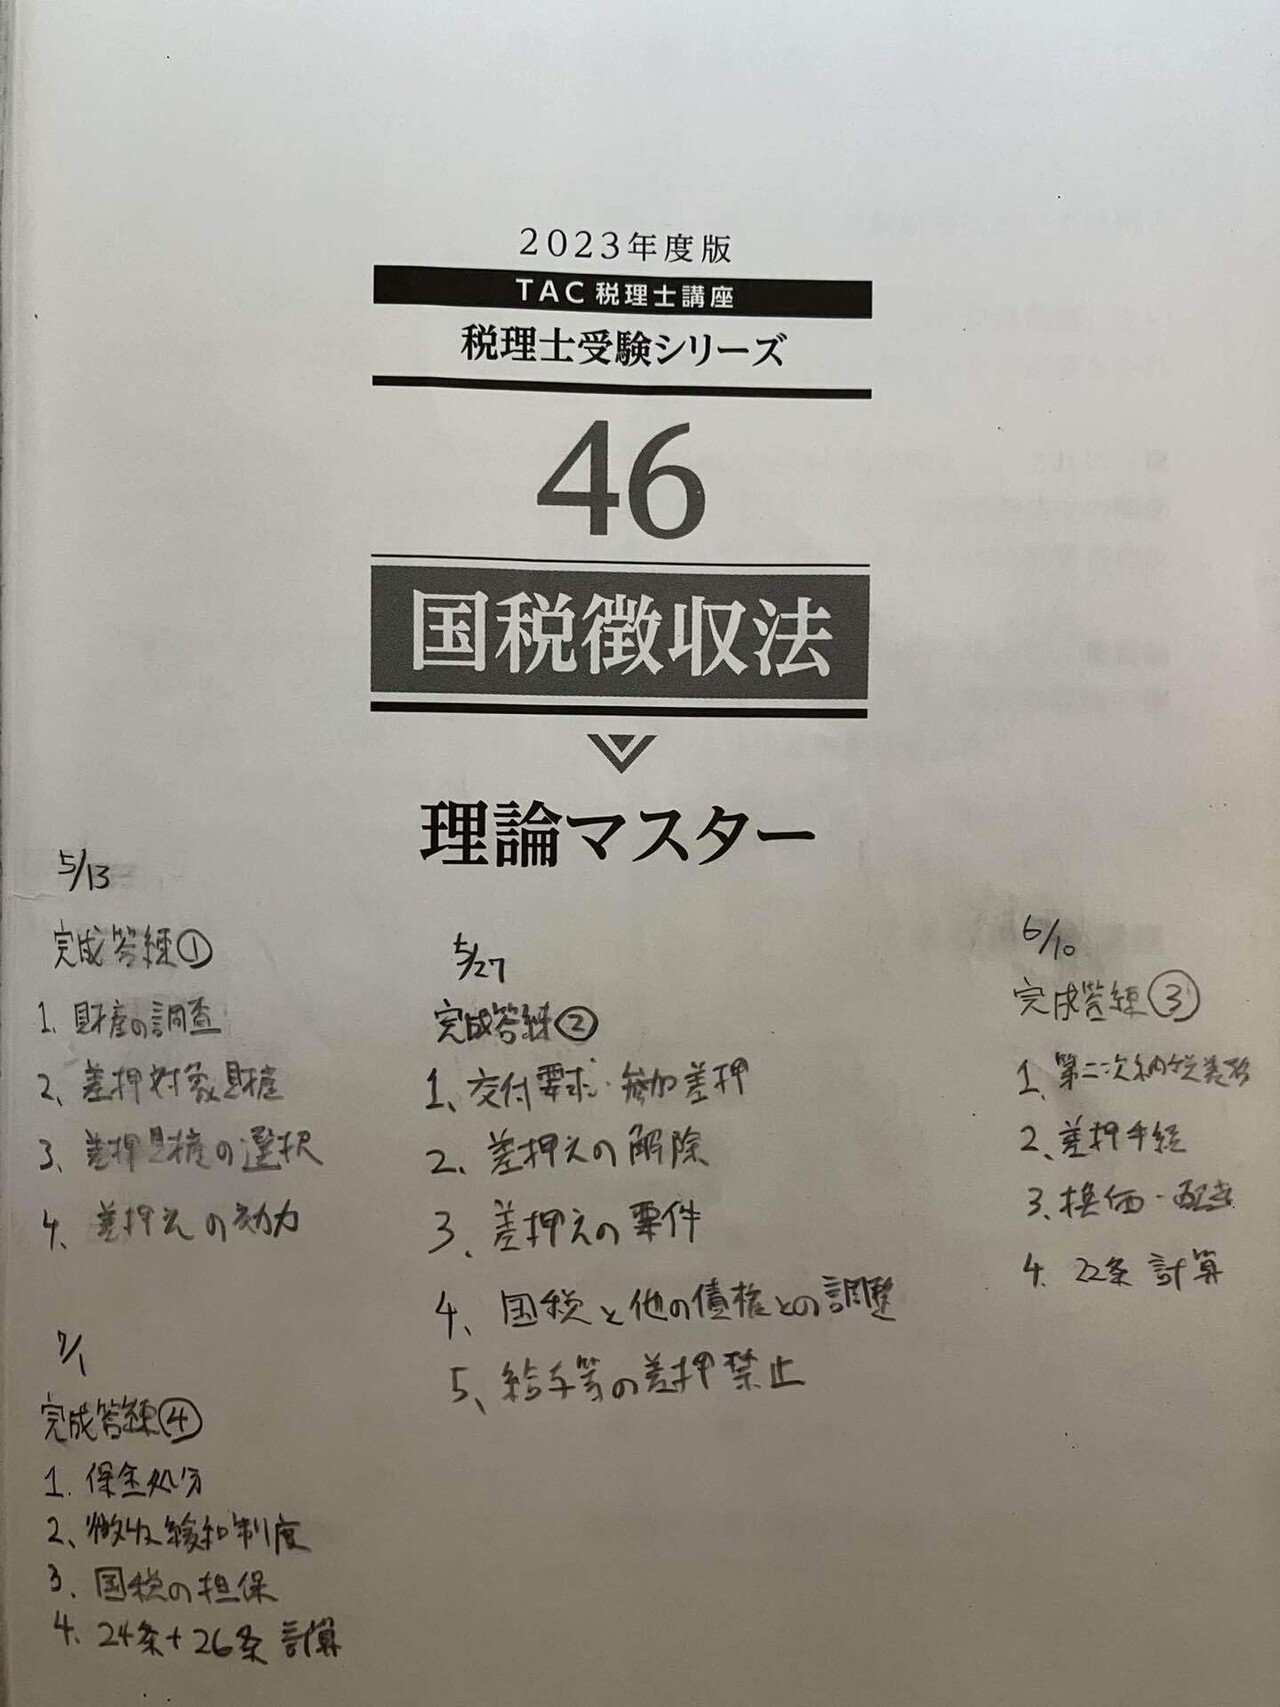 2023年度版
TAC税理士講座
税理士受験シリーズ
46
国税徴収法
理論マスター
5/13
完成答練①
1. 財産の調査
2、差押対象財産
3、差押財産の選択
4、差押えの効力
5/27
完成答練②
1、交付要求・参加差押
2、差押えの解除
3、差押えの要件
4、国税と他の債権との調整
5、給与等の差押禁止
6/10
完成答練③
1、第二次納税義務
2、差押手続
3、換価・配当
4. 22条 計算
7/1
完成答練④
1. 保全処分
2、徴収緩和制度
3. 国税の担保
4. 24条+26条 計算